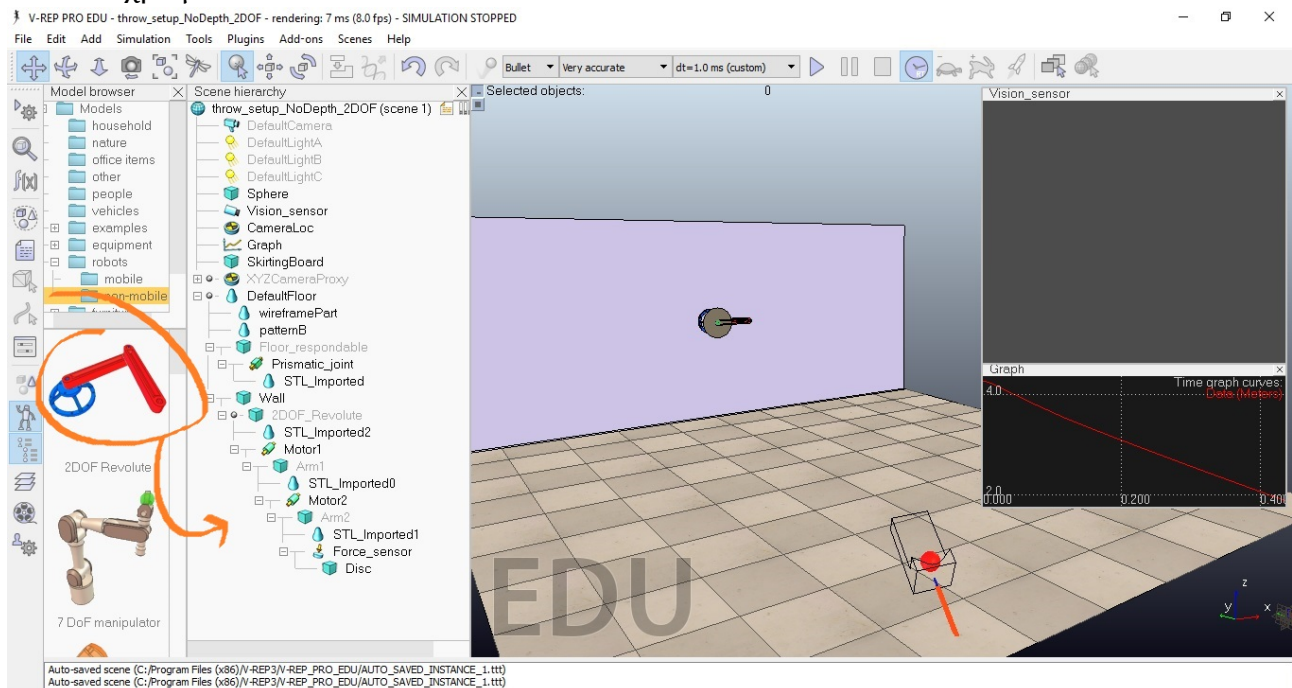 V-REP PRO EDU - throw_setup_NoDepth_2DOF - rendering: 7 ms (8.0 fps) - SIMULATION STOPPED
File Edit Add Simulation Tools Plugins Add-ons Scenes Help
Bullet Very accurate dt=1.0 ms (custom)
Model browser
Models
household
nature
office items
other
people
vehicles
examples
equipment
robots
mobile
non-mobile
2DOF Revolute
7 DoF manipulator
Scene hierarchy
throw_setup_NoDepth_2DOF (scene 1)
DefaultCamera
DefaultLightA
DefaultLightB
DefaultLightC
Sphere
Vision_sensor
CameraLoc
Graph
SkirtingBoard
XYZCameraProxy
DefaultFloor
wireframePart
patternB
Floor_respondable
Prismatic_joint
STL_Imported
Wall
2DOF_Revolute
STL_Imported2
Motor1
Arm1
STL_Imported0
Motor2
Arm2
STL_Imported1
Force_sensor
Disc
Selected objects: 0
Vision_sensor
Graph
Time graph curves:
Data (Meters)
4.0
2.0
0.000 0.200 0.400
EDU
z
y x
f(x)
Auto-saved scene (C:/Program Files (x86)/V-REP3/V-REP_PRO_EDU/AUTO_SAVED_INSTANCE_1.ttt)
Auto-saved scene (C:/Program Files (x86)/V-REP3/V-REP_PRO_EDU/AUTO_SAVED_INSTANCE_1.ttt)